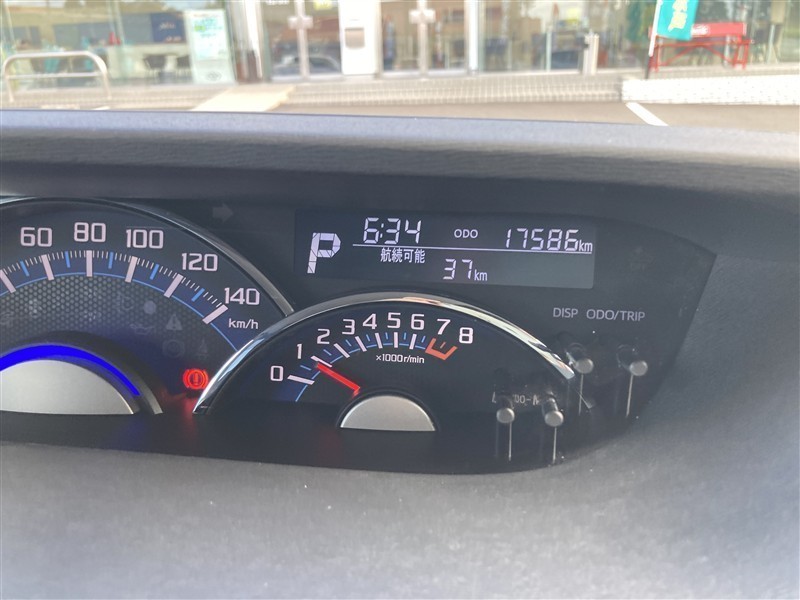 6:34 ODO 17586km
P
航続可能
37km
60 80 100 120 140
km/h
DISP ODO/TRIP
0 1 2 3 4 5 6 7 8
×1000r/min